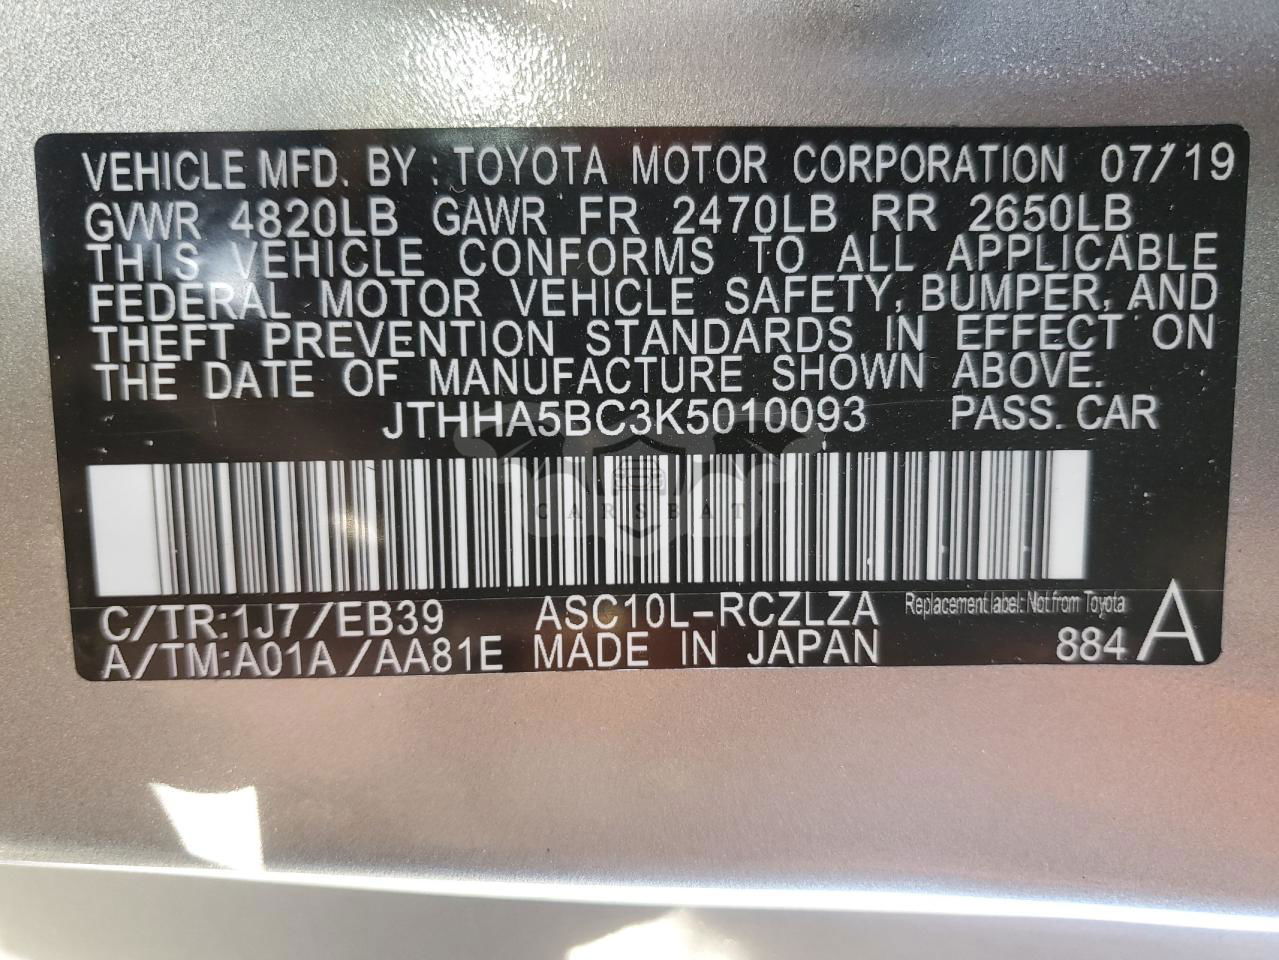 VEHICLE MFD. BY : TOYOTA MOTOR CORPORATION 07/19
GVWR 4820LB GAWR FR 2470LB RR 2650LB
THIS VEHICLE CONFORMS TO ALL APPLICABLE
FEDERAL MOTOR VEHICLE SAFETY, BUMPER, AND
THEFT PREVENTION STANDARDS IN EFFECT ON
THE DATE OF MANUFACTURE SHOWN ABOVE.
JTHHA5BC3K5010093 PASS. CAR
CARSBAT
C/TR:1J7/EB39 ASC10L-RCZLZA Replacement label: Not from Toyota
A/TM:A01A/AA81E MADE IN JAPAN 884 A